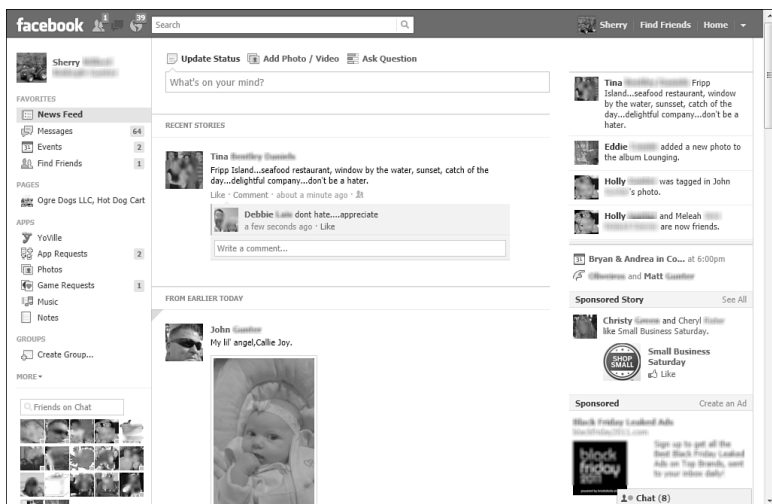 facebook
1
39
Search
Sherry
Find Friends
Home
Sherry
FAVORITES
News Feed
Messages 64
Events 2
Find Friends 1
PAGES
Ogre Dogs LLC, Hot Dog Cart
APPS
YoVille
App Requests 2
Photos
Game Requests 1
Music
Notes
GROUPS
Create Group...
MORE
Friends on Chat
Update Status Add Photo / Video Ask Question
What's on your mind?
RECENT STORIES
Tina
Fripp Island...seafood restaurant, window by the water, sunset, catch of the
day...delightful company...don't be a hater.
Like · Comment · about a minute ago ·
Debbie dont hate....appreciate
a few seconds ago · Like
Write a comment...
FROM EARLIER TODAY
John
My lil' angel,Callie Joy.
Tina Fripp
Island...seafood restaurant, window
by the water, sunset, catch of the
day...delightful company...don't be a
hater.
Eddie added a new photo to
the album Lounging.
Holly was tagged in John
's photo.
Holly and Meleah
are now friends.
31 Bryan & Andrea in Co... at 6:00pm
and Matt
Sponsored Story See All
Christy and Cheryl
like Small Business Saturday.
SHOP
SMALL
Small Business
Saturday
Like
Sponsored Create an Ad
Black Friday Leaked Ads
blackfriday2011.com
black
friday
2011
Sign up to get all the
Best Black Friday Leaked
Ads on Top Brands, sent
to your inbox daily!
Chat (8)